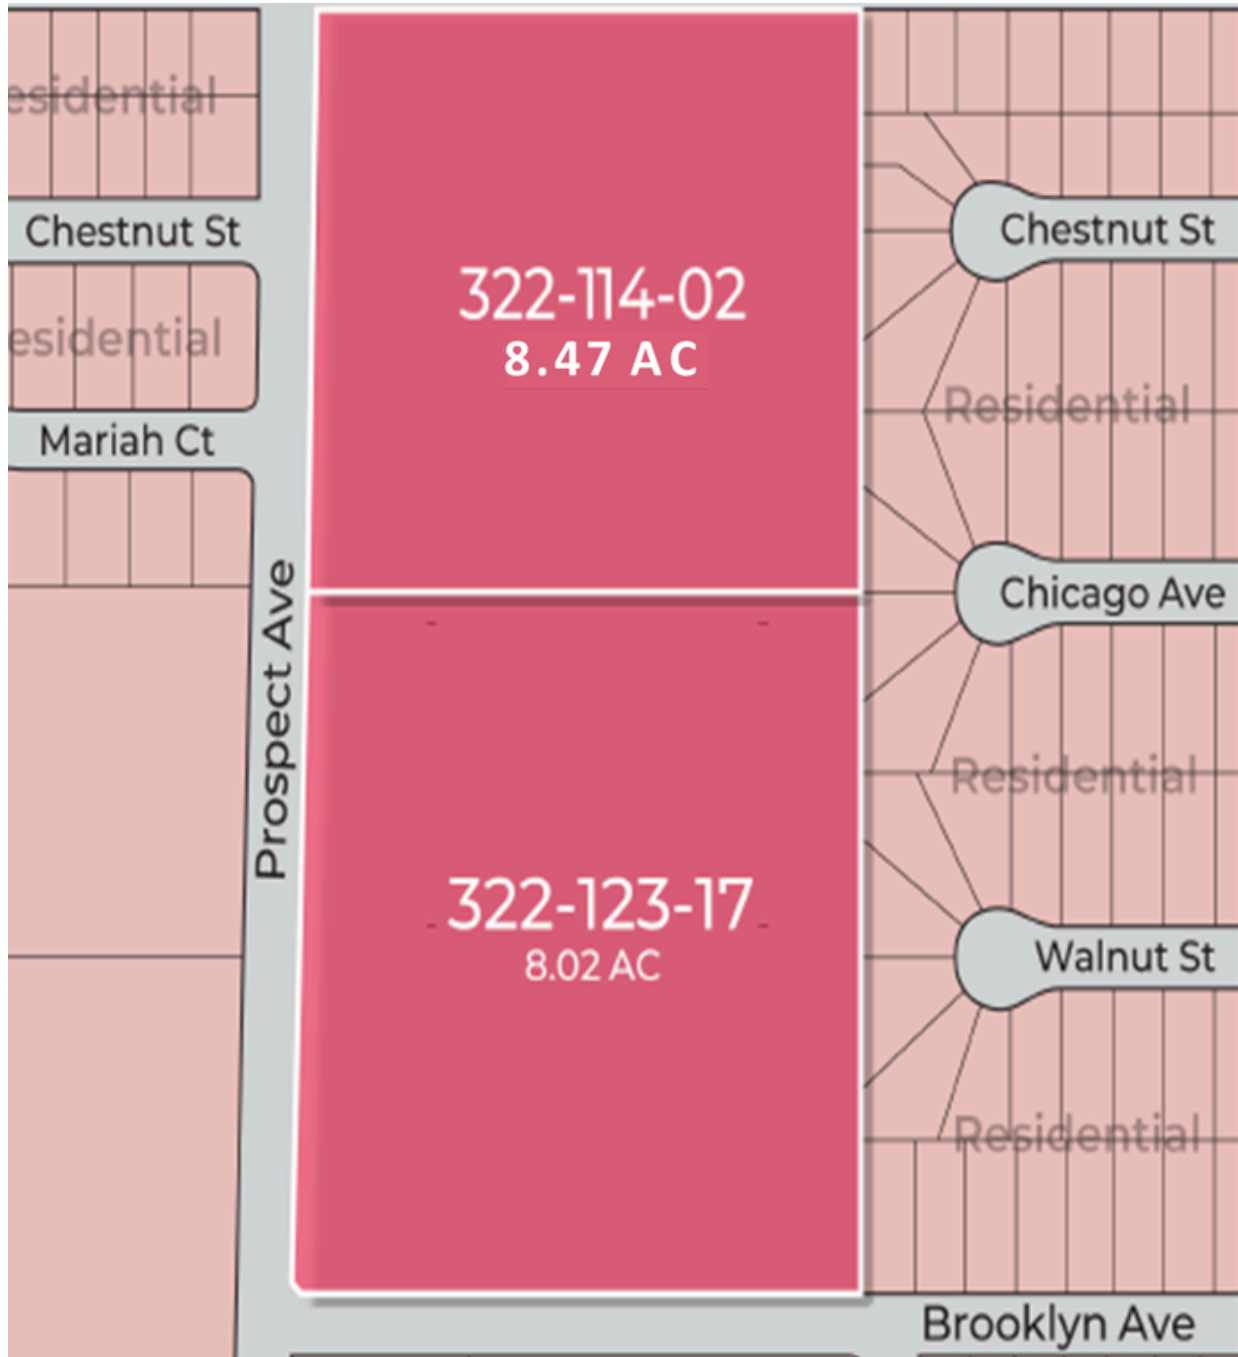 esidential
Chestnut St
Chestnut St
322-114-02
8.47 AC
esidential
Residential
Mariah Ct
Chicago Ave
Prospect Ave
Residential
322-123-17
8.02 AC
Walnut St
Residential
Brooklyn Ave